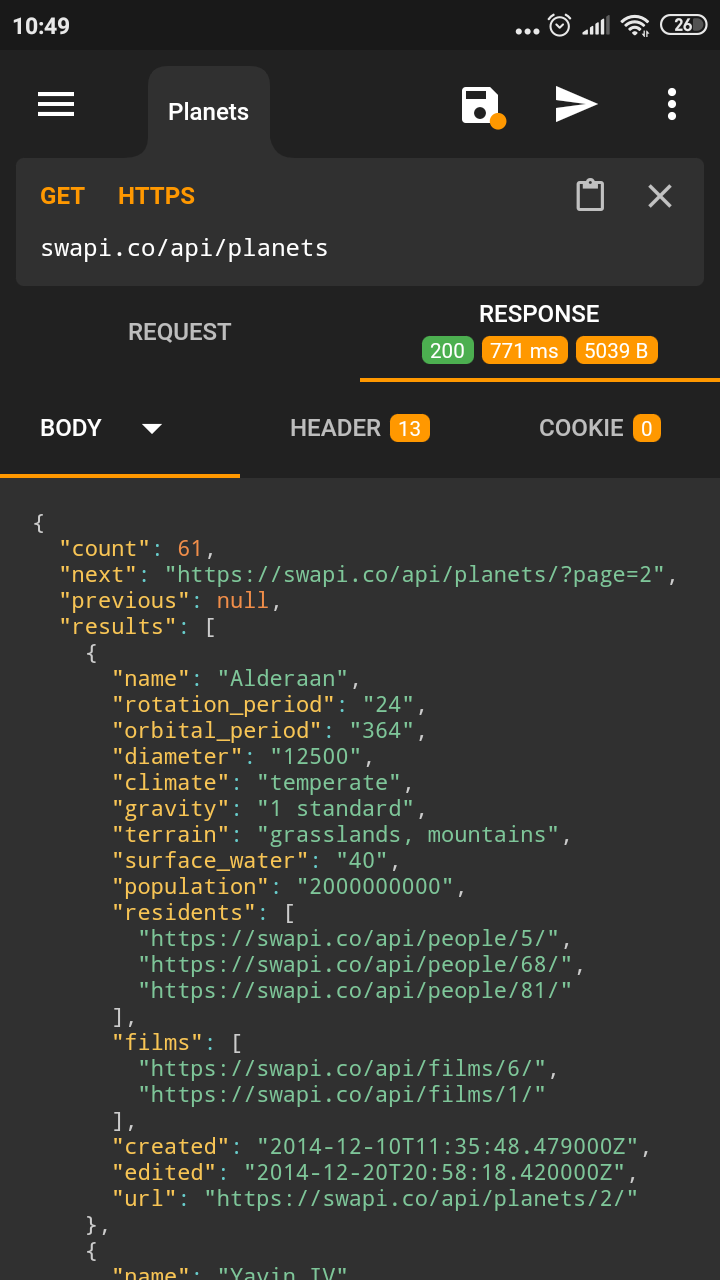 10:49
26
Planets
GET HTTPS
swapi.co/api/planets
REQUEST
RESPONSE
200 771 ms 5039 B
BODY HEADER 13 COOKIE 0
{
  "count": 61,
  "next": "https://swapi.co/api/planets/?page=2",
  "previous": null,
  "results": [
    {
      "name": "Alderaan",
      "rotation_period": "24",
      "orbital_period": "364",
      "diameter": "12500",
      "climate": "temperate",
      "gravity": "1 standard",
      "terrain": "grasslands, mountains",
      "surface_water": "40",
      "population": "2000000000",
      "residents": [
        "https://swapi.co/api/people/5/",
        "https://swapi.co/api/people/68/",
        "https://swapi.co/api/people/81/"
      ],
      "films": [
        "https://swapi.co/api/films/6/",
        "https://swapi.co/api/films/1/"
      ],
      "created": "2014-12-10T11:35:48.479000Z",
      "edited": "2014-12-20T20:58:18.420000Z",
      "url": "https://swapi.co/api/planets/2/"
    },
    {
      "name": "Yavin IV"